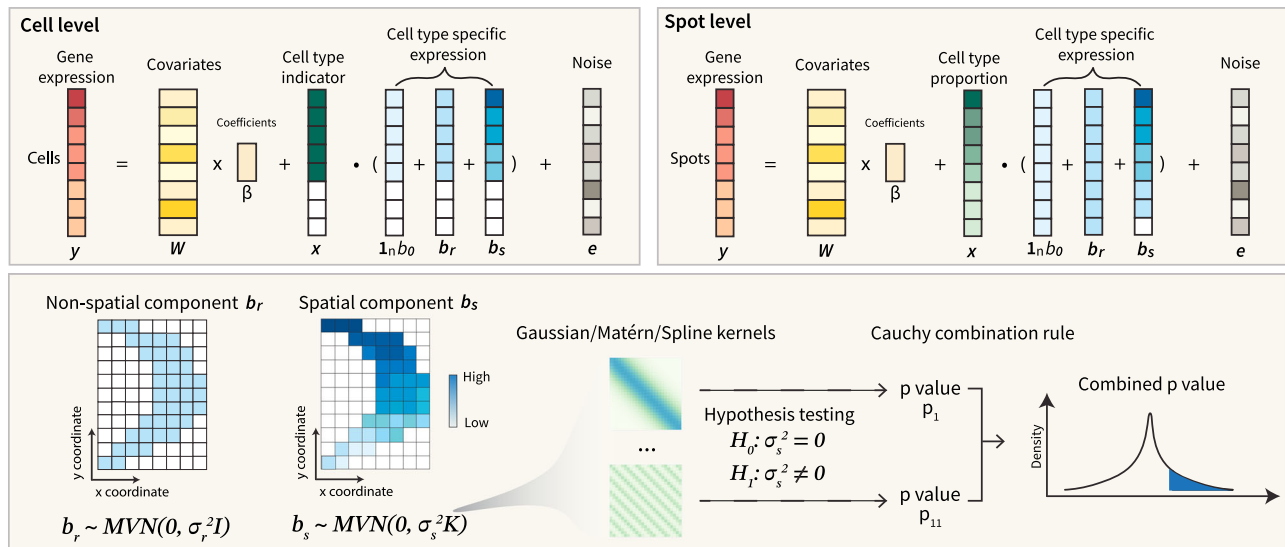 Cell level
Cell type specific
expression
Gene
expression
Covariates
Cell type
indicator
Noise
Coefficients
Cells = x + • ( + + ) +
β
y W x 1ₙb₀ bᵣ bₛ e
Spot level
Cell type specific
expression
Gene
expression
Covariates
Cell type
proportion
Noise
Coefficients
Spots = x + • ( + + ) +
β
y W x 1ₙb₀ bᵣ bₛ e
Non-spatial component bᵣ
y coordinate
x coordinate
bᵣ ~ MVN(0, σᵣ²I)
Spatial component bₛ
High
Low
y coordinate
x coordinate
bₛ ~ MVN(0, σₛ²K)
Gaussian/Matérn/Spline kernels
...
Hypothesis testing
H₀: σₛ² = 0
H₁: σₛ² ≠ 0
Cauchy combination rule
p value
p₁
p value
p₁₁
Combined p value
Density